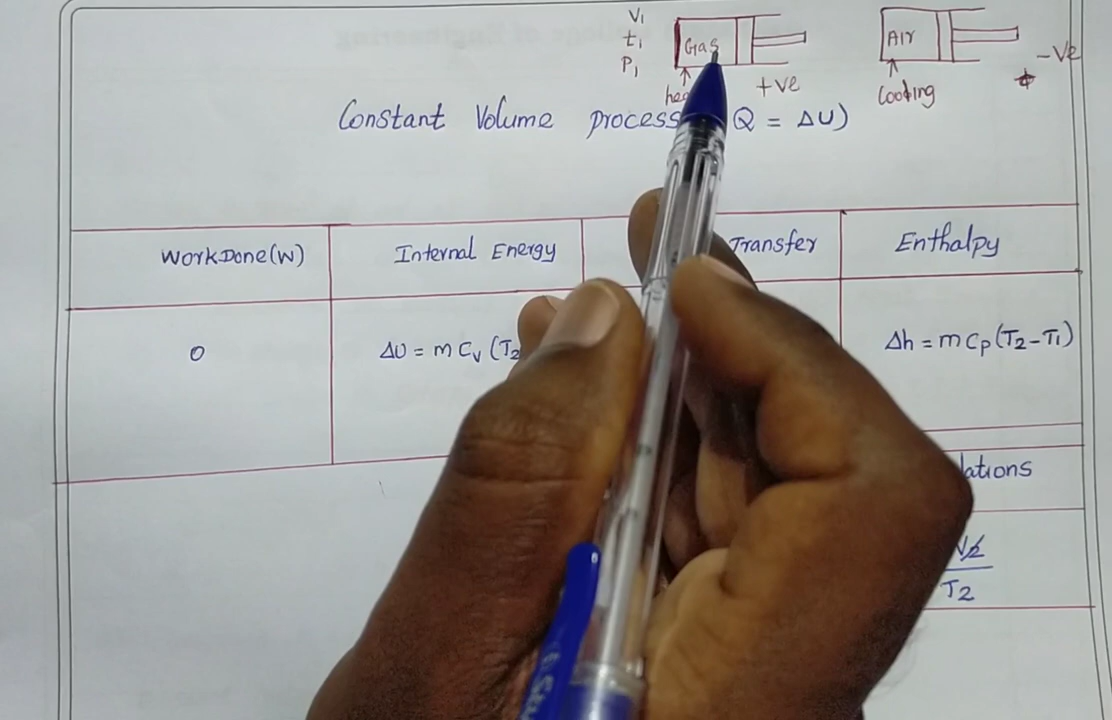 V1
t1
P1
Gas
Air
+ve
Cooling
-ve
Constant Volume process Q = ΔU)
WorkDone(W) Internal Energy Transfer Enthalpy
0 ΔU = m Cv (T2 Δh = m Cp (T2-T1)
T2